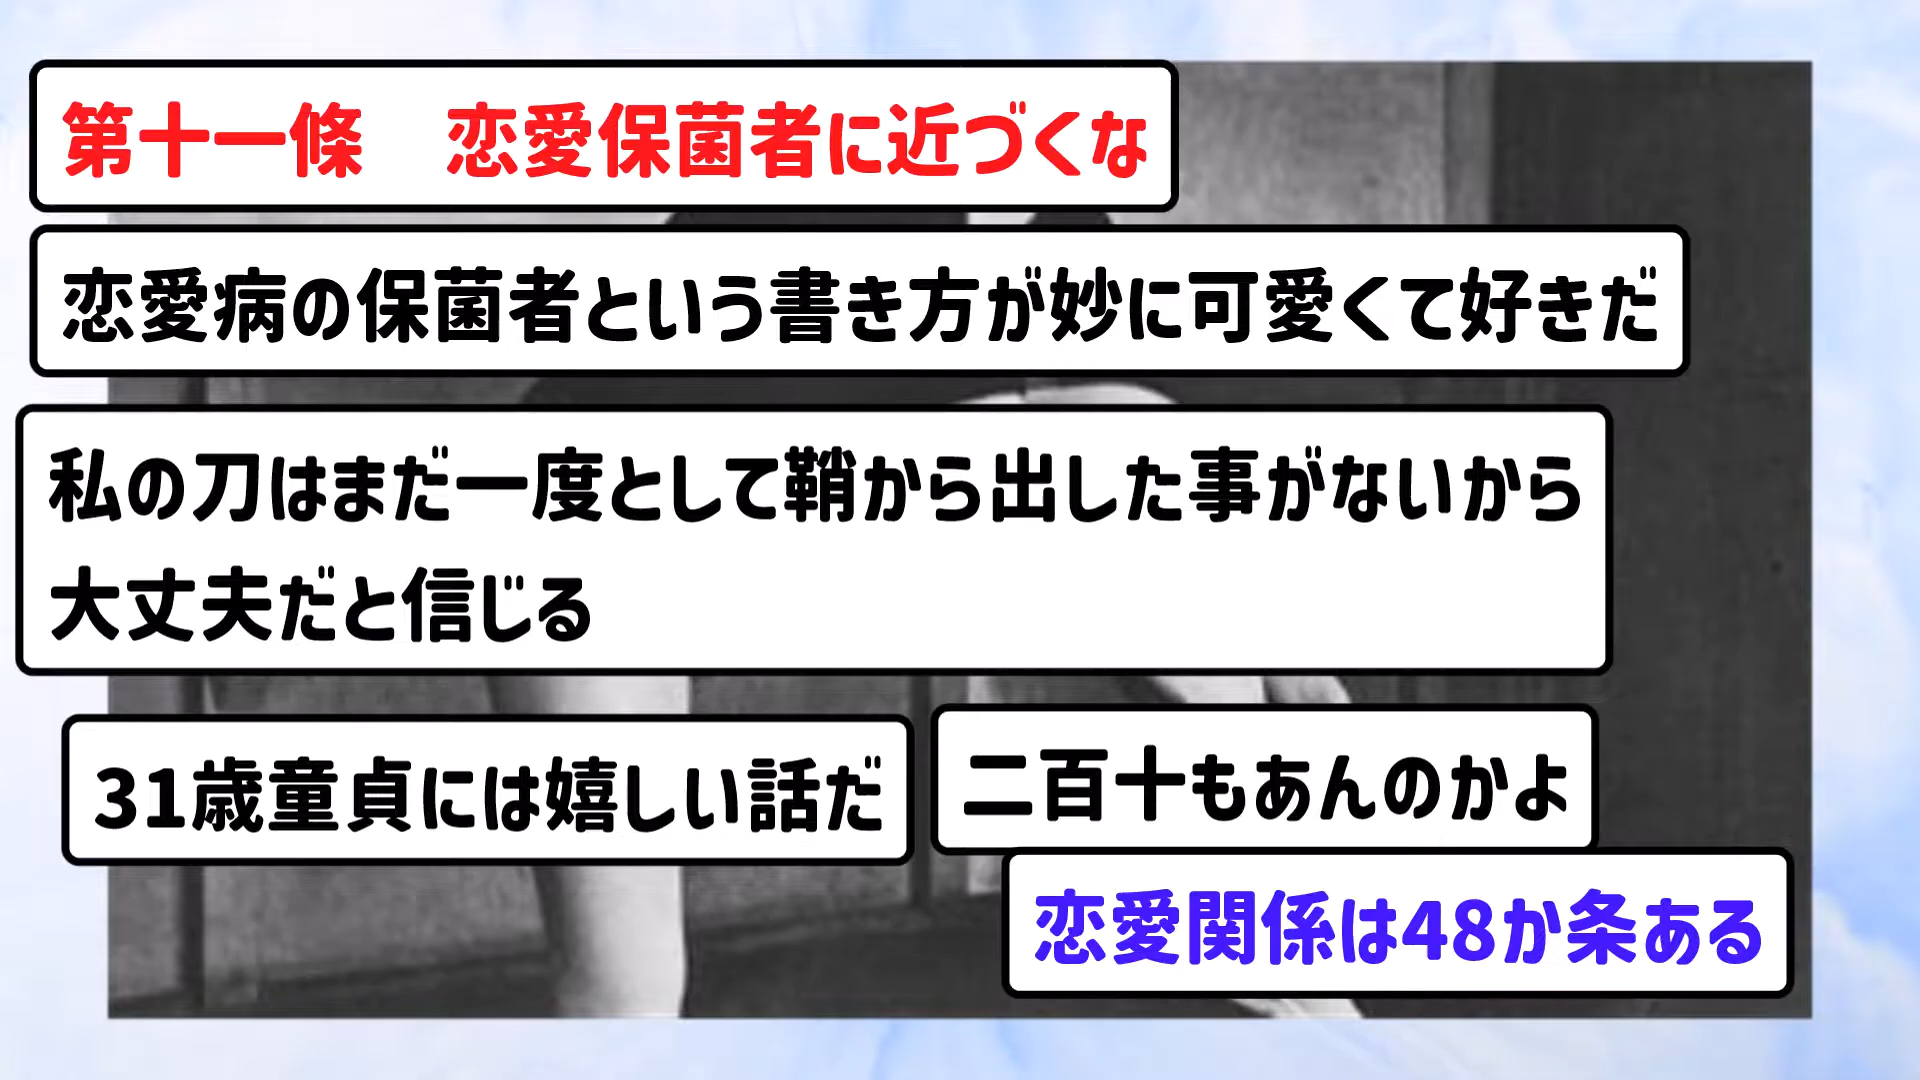 第十一條　恋愛保菌者に近づくな
恋愛病の保菌者という書き方が妙に可愛くて好きだ
私の刀はまだ一度として鞘から出した事がないから
大丈夫だと信じる
31歳童貞には嬉しい話だ
二百十もあんのかよ
恋愛関係は48か条ある